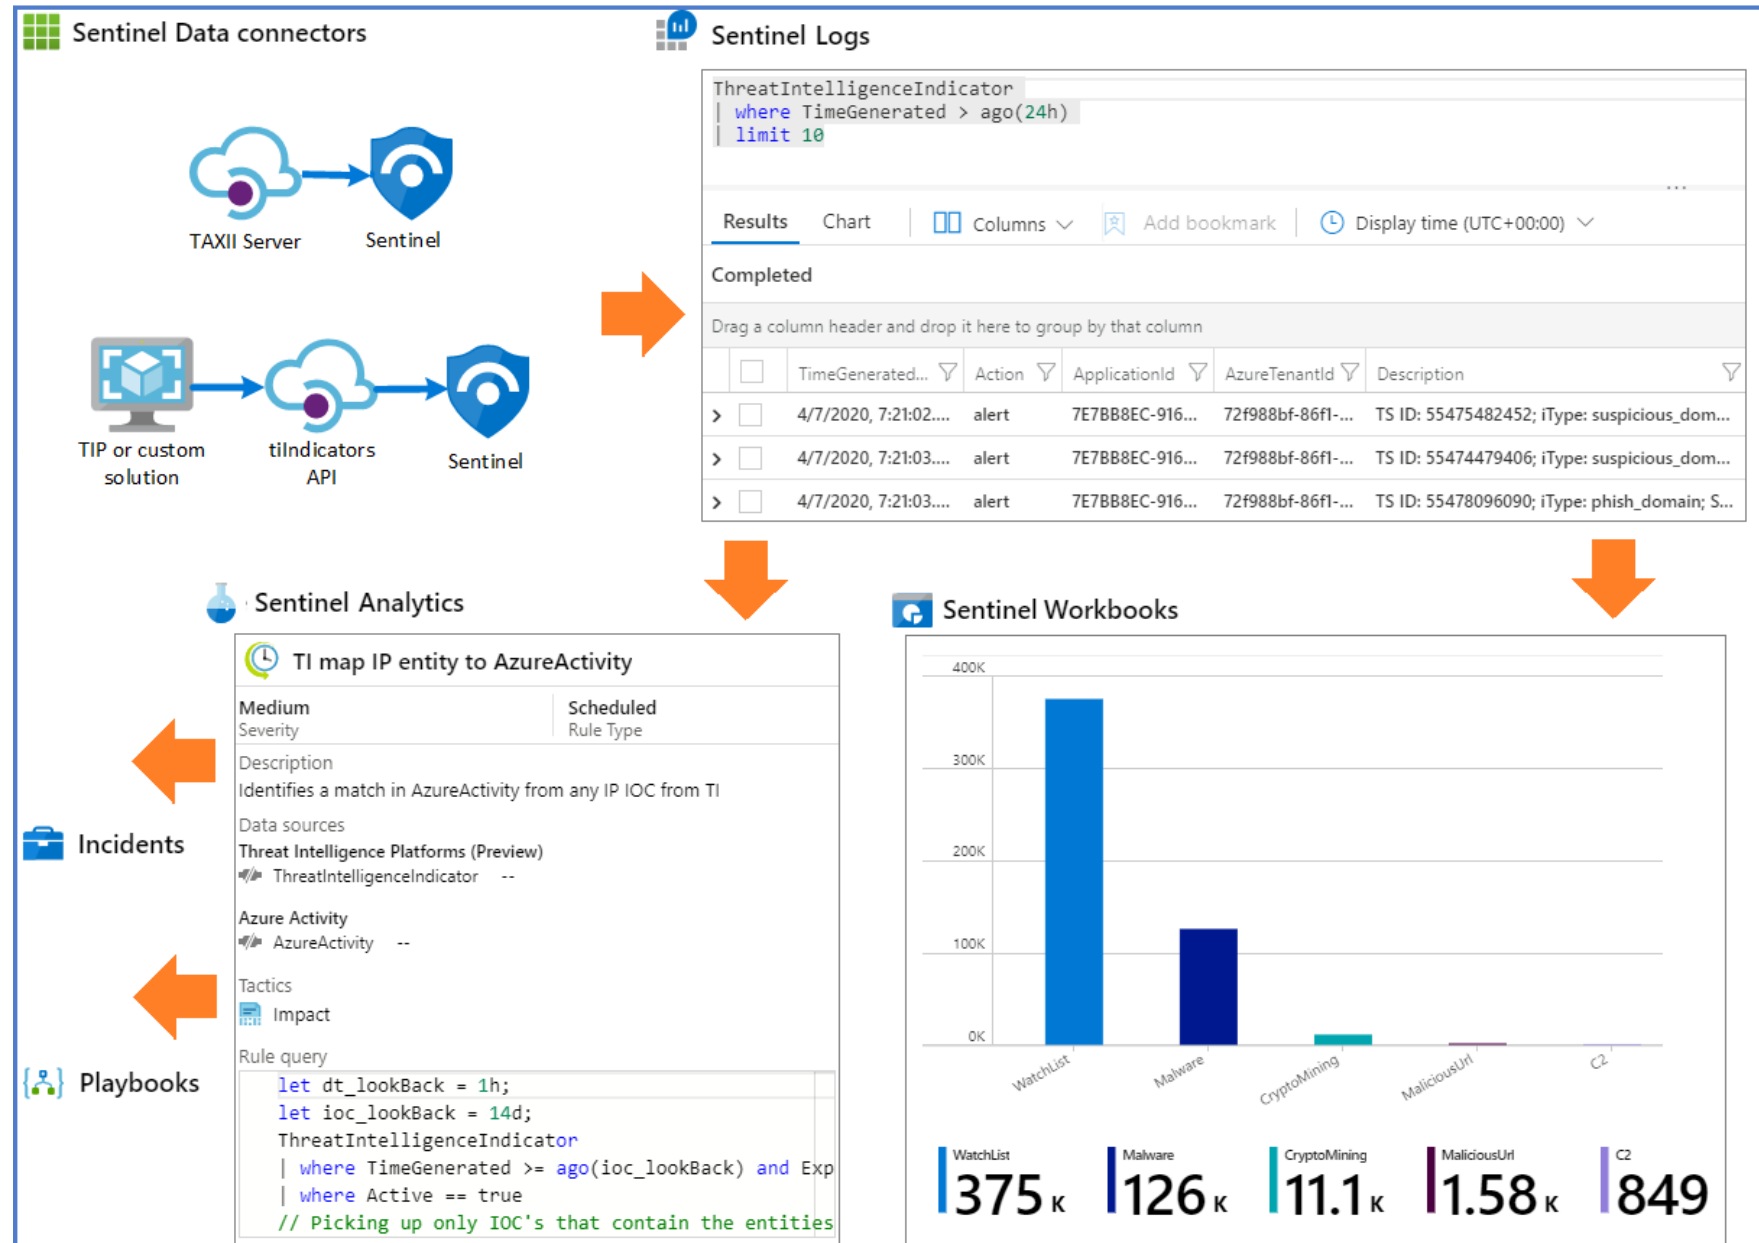 Sentinel Data connectors
TAXII Server
Sentinel
TIP or custom
solution
tiIndicators
API
Sentinel
Sentinel Logs
ThreatIntelligenceIndicator
| where TimeGenerated > ago(24h)
| limit 10
...
Results Chart Columns Add bookmark Display time (UTC+00:00)
Completed
Drag a column header and drop it here to group by that column
TimeGenerated... Action ApplicationId AzureTenantId Description
4/7/2020, 7:21:02.... alert 7E7BB8EC-916... 72f988bf-86f1-... TS ID: 55475482452; iType: suspicious_dom...
4/7/2020, 7:21:03.... alert 7E7BB8EC-916... 72f988bf-86f1-... TS ID: 55474479406; iType: suspicious_dom...
4/7/2020, 7:21:03.... alert 7E7BB8EC-916... 72f988bf-86f1-... TS ID: 55478096090; iType: phish_domain; S...
Sentinel Analytics
TI map IP entity to AzureActivity
Medium Scheduled
Severity Rule Type
Description
Identifies a match in AzureActivity from any IP IOC from TI
Data sources
Threat Intelligence Platforms (Preview)
ThreatIntelligenceIndicator --
Azure Activity
AzureActivity --
Tactics
Impact
Rule query
let dt_lookBack = 1h;
let ioc_lookBack = 14d;
ThreatIntelligenceIndicator
| where TimeGenerated >= ago(ioc_lookBack) and Exp
| where Active == true
// Picking up only IOC's that contain the entities
Incidents
Playbooks
Sentinel Workbooks
400K
300K
200K
100K
0K
WatchList Malware CryptoMining MaliciousUrl C2
WatchList Malware CryptoMining MaliciousUrl C2
375 K 126 K 11.1 K 1.58 K 849